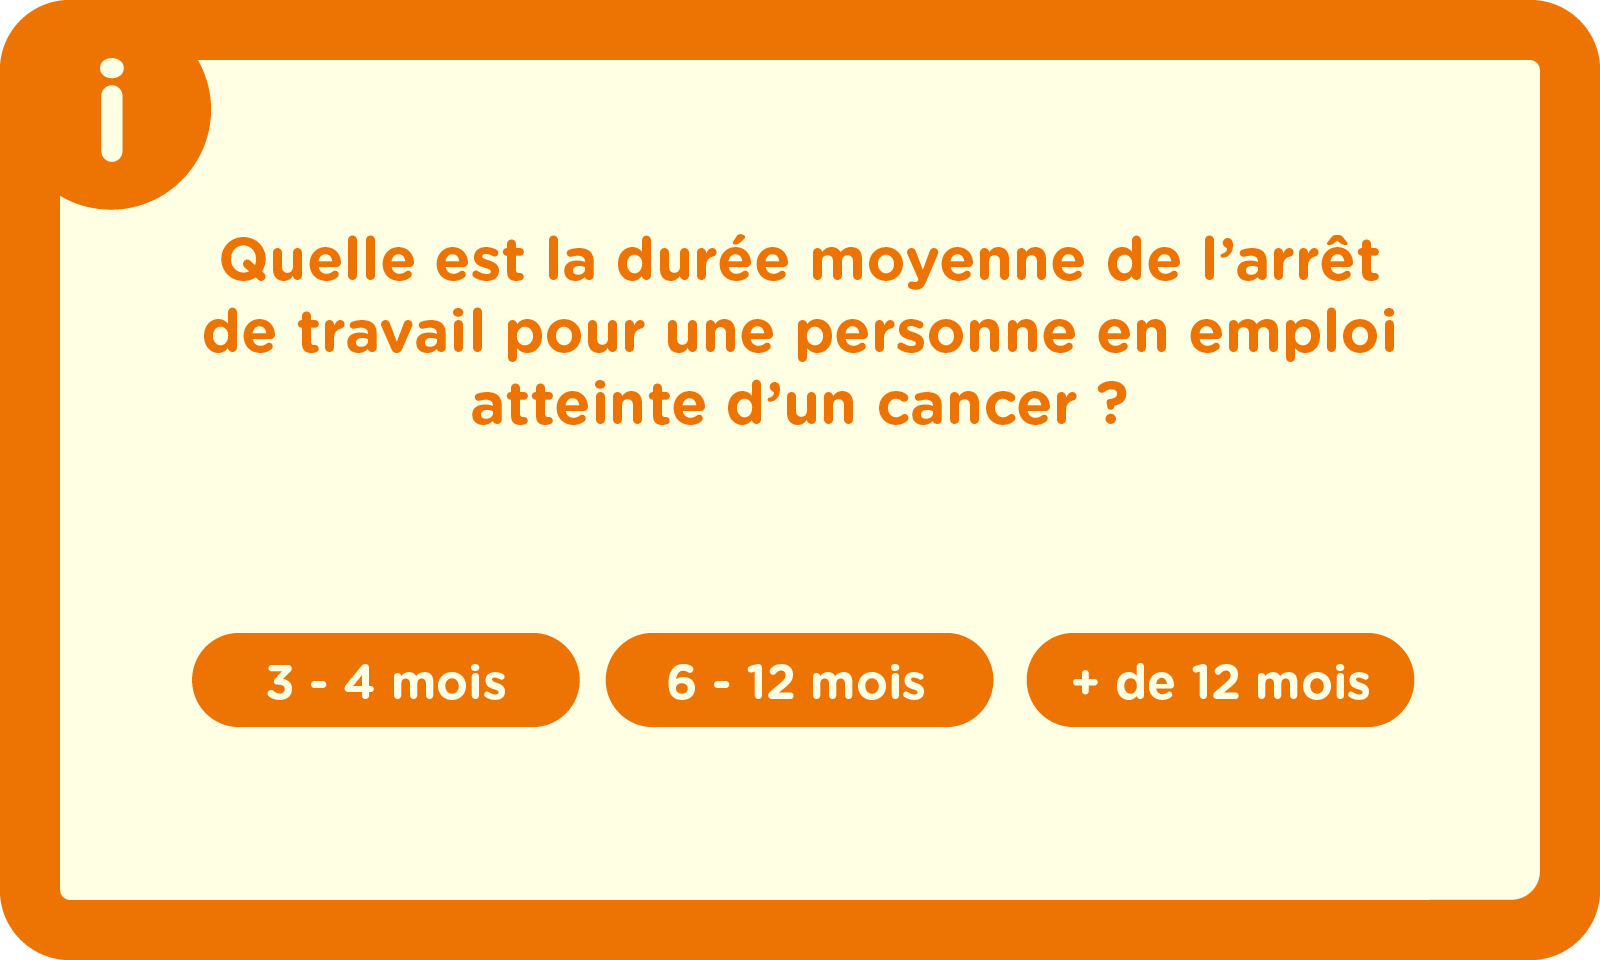 i
Quelle est la durée moyenne de l’arrêt
de travail pour une personne en emploi
atteinte d’un cancer ?
3 - 4 mois
6 - 12 mois
+ de 12 mois